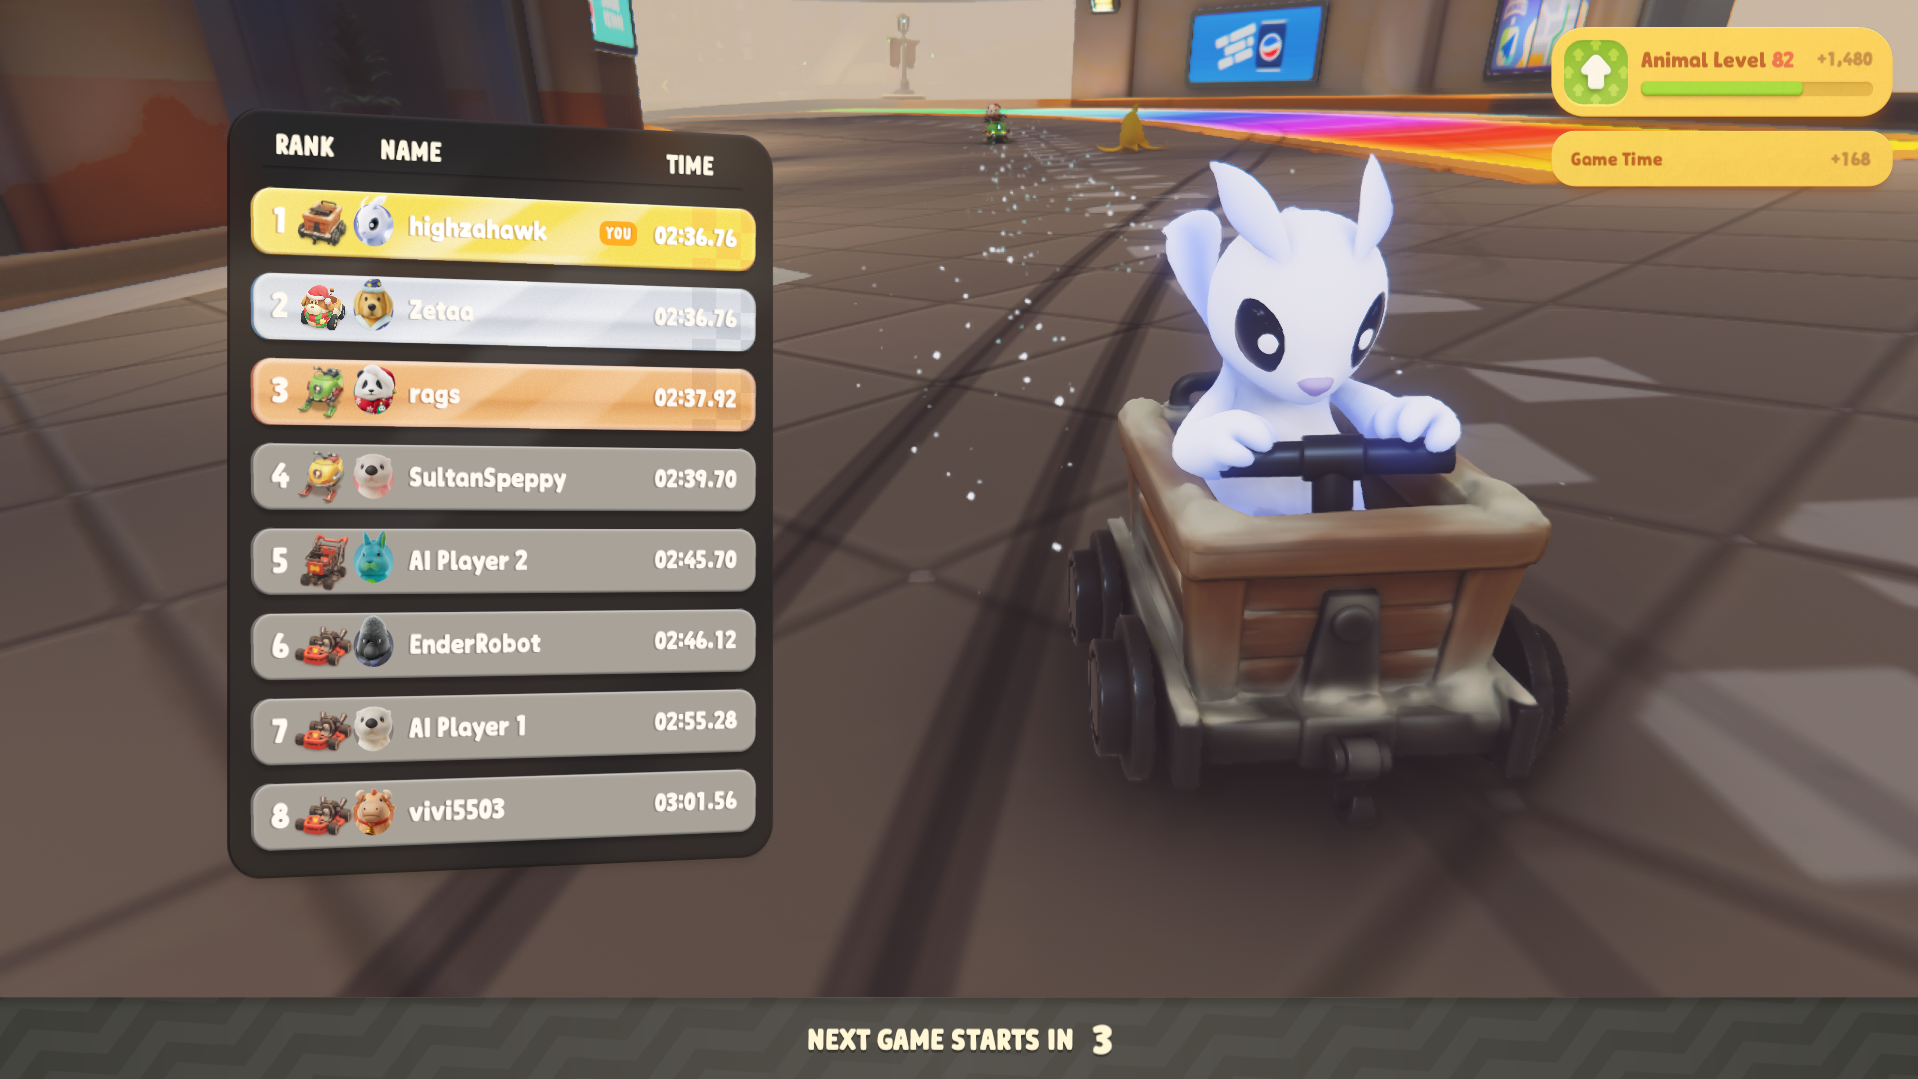 RANK NAME TIME
1 highzahawk YOU 02:36.76
2 Zetaa 02:36.76
3 rags 02:37.92
4 SultanSpeppy 02:39.70
5 AI Player 2 02:45.70
6 EnderRobot 02:46.12
7 AI Player 1 02:55.28
8 vivi5503 03:01.56
Animal Level 82 +1,480
Game Time +168
NEXT GAME STARTS IN 3